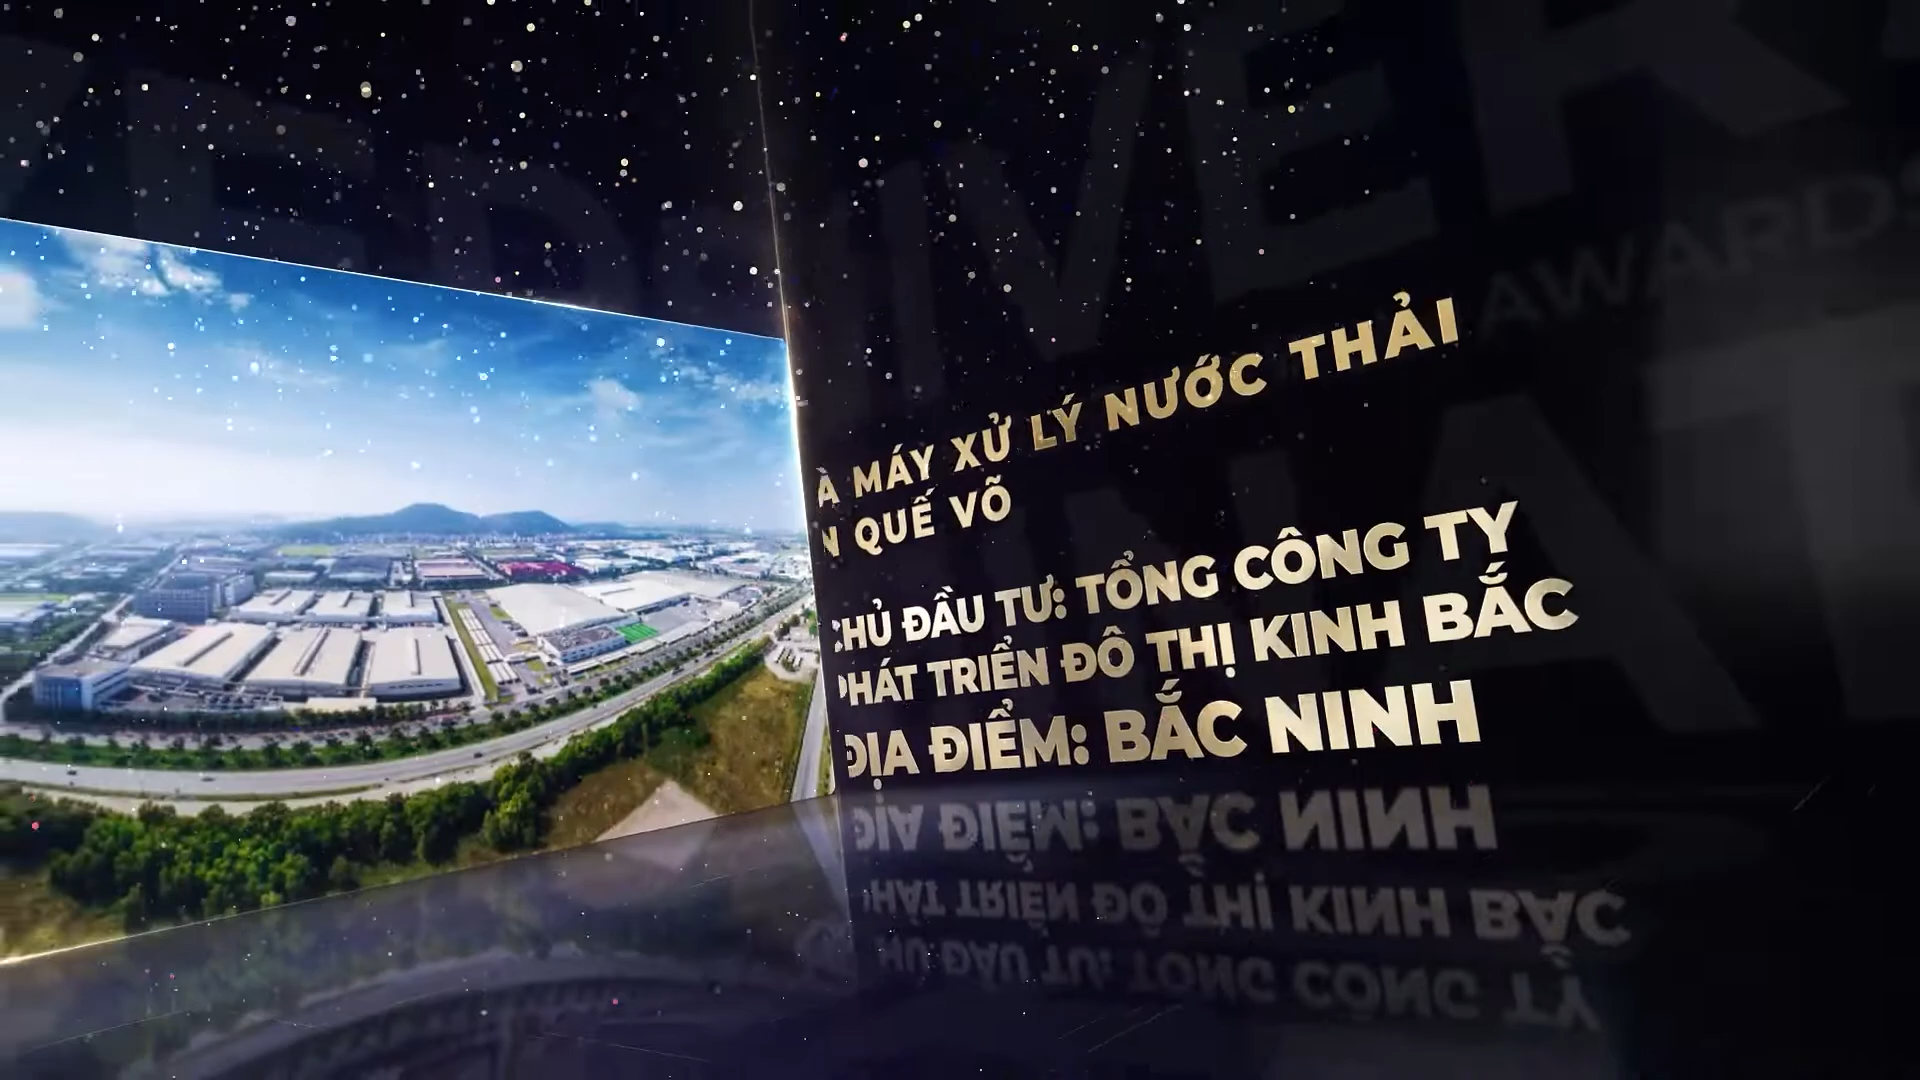 À MÁY XỬ LÝ NƯỚC THẢI
N QUẾ VÕ
CHỦ ĐẦU TƯ: TỔNG CÔNG TY
PHÁT TRIỂN ĐÔ THỊ KINH BẮC
ĐỊA ĐIỂM: BẮC NINH
AWARDS